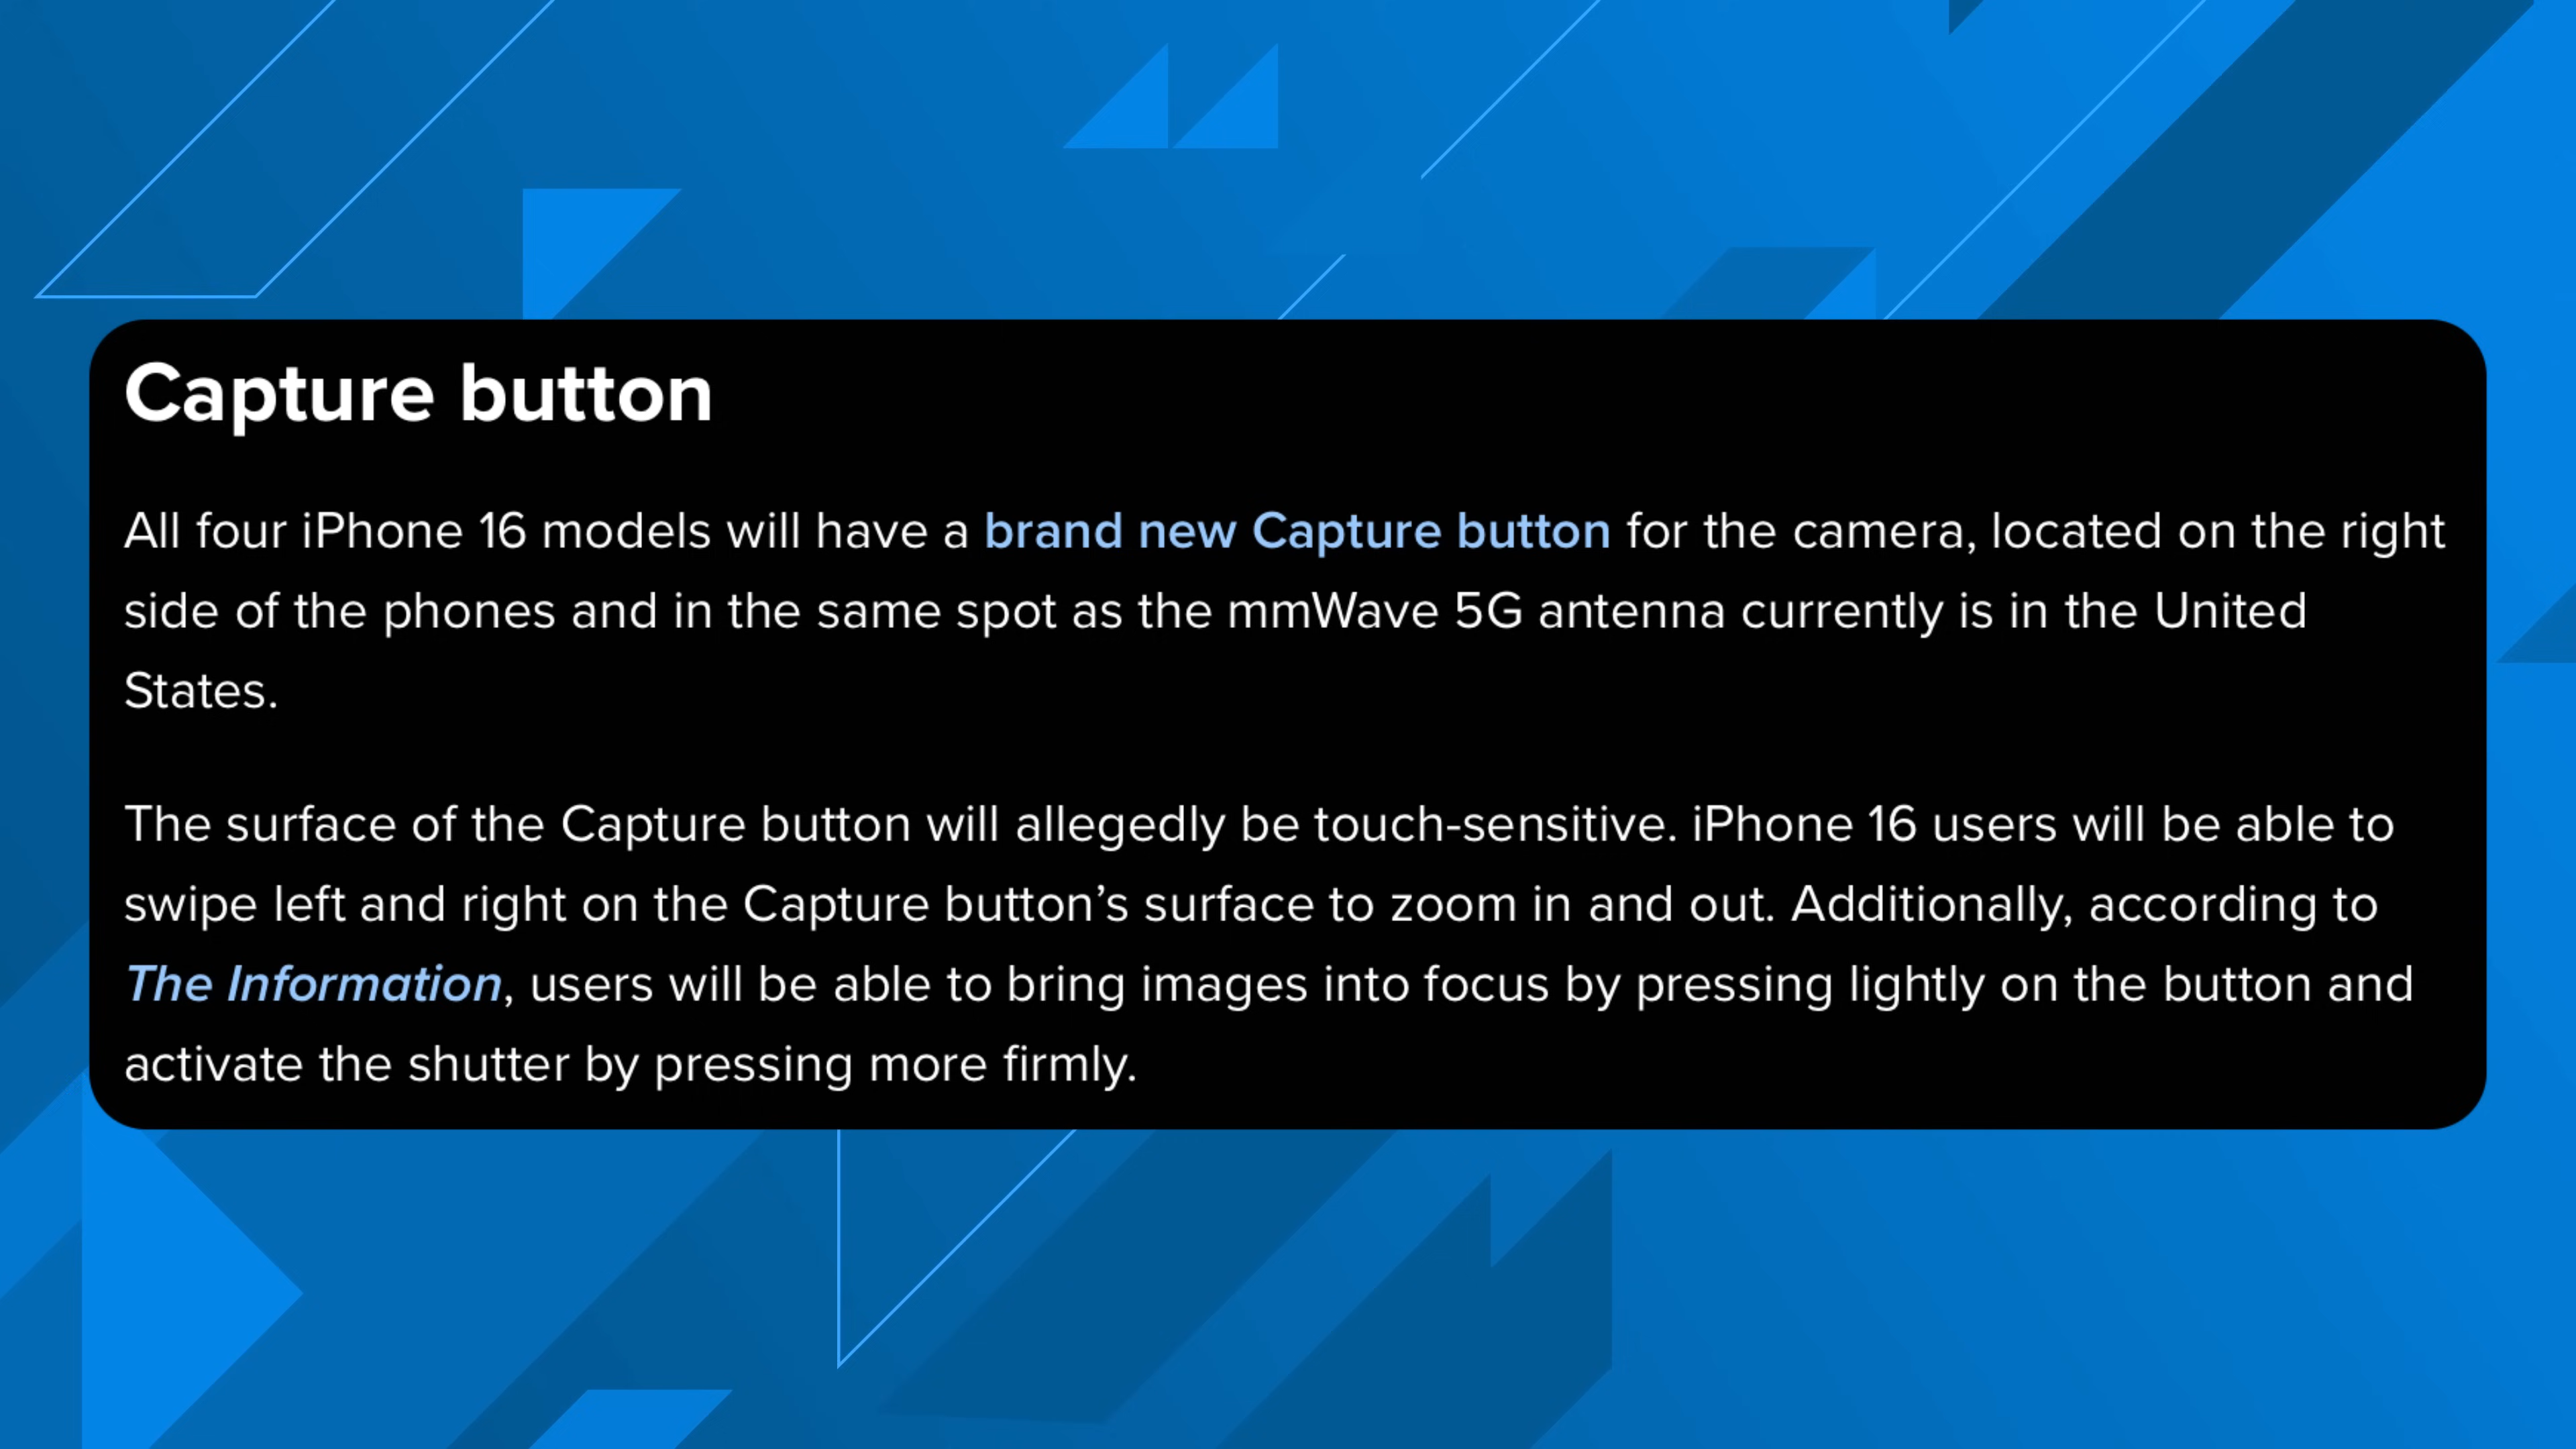 Capture button
All four iPhone 16 models will have a brand new Capture button for the camera, located on the right
side of the phones and in the same spot as the mmWave 5G antenna currently is in the United
States.
The surface of the Capture button will allegedly be touch-sensitive. iPhone 16 users will be able to
swipe left and right on the Capture button’s surface to zoom in and out. Additionally, according to
The Information, users will be able to bring images into focus by pressing lightly on the button and
activate the shutter by pressing more firmly.